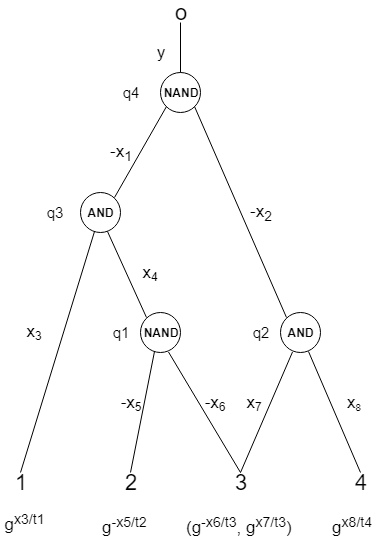 o
y
q4 NAND
-x₁
-x₂
q3 AND
x₄
x₃
q1 NAND q2 AND
-x₅ -x₆ x₇ x₈
1 2 3 4
g^x3/t1 g^-x5/t2 (g^-x6/t3, g^x7/t3) g^x8/t4